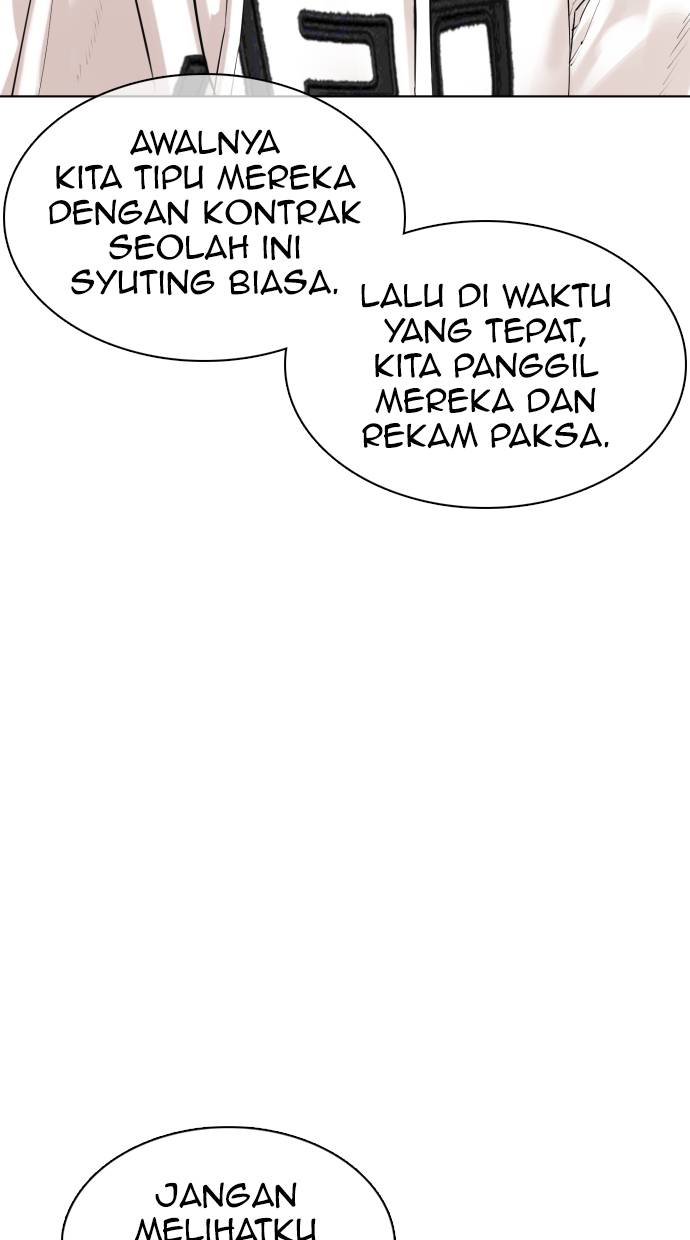 AWALNYA
KITA TIPU MEREKA
DENGAN KONTRAK
SEOLAH INI
SYUTING BIASA.
LALU DI WAKTU
YANG TEPAT,
KITA PANGGIL
MEREKA DAN
REKAM PAKSA.
JANGAN
MELIHATKU